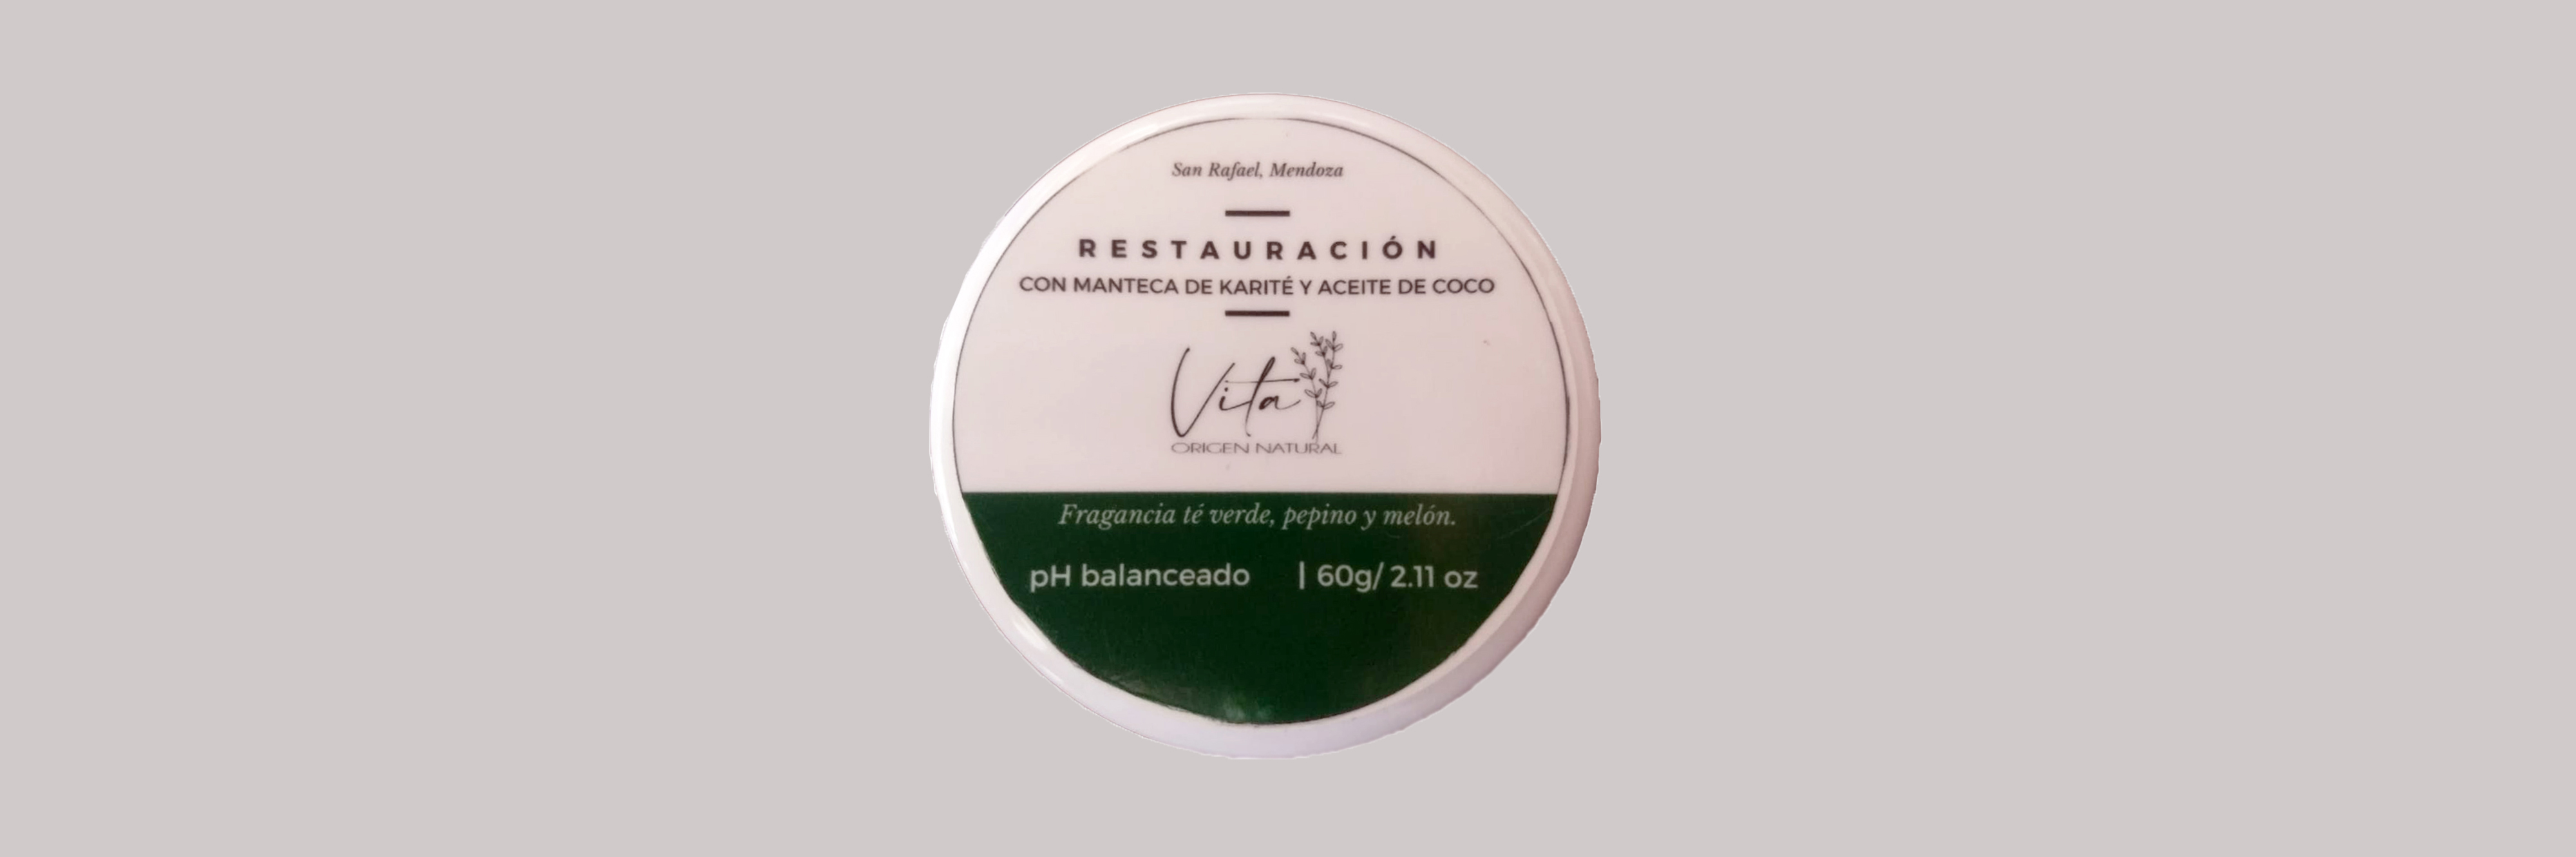 San Rafael, Mendoza
RESTAURACIÓN
CON MANTECA DE KARITÉ Y ACEITE DE COCO
Vita
ORIGEN NATURAL
Fragancia té verde, pepino y melón.
pH balanceado | 60g/ 2.11 oz